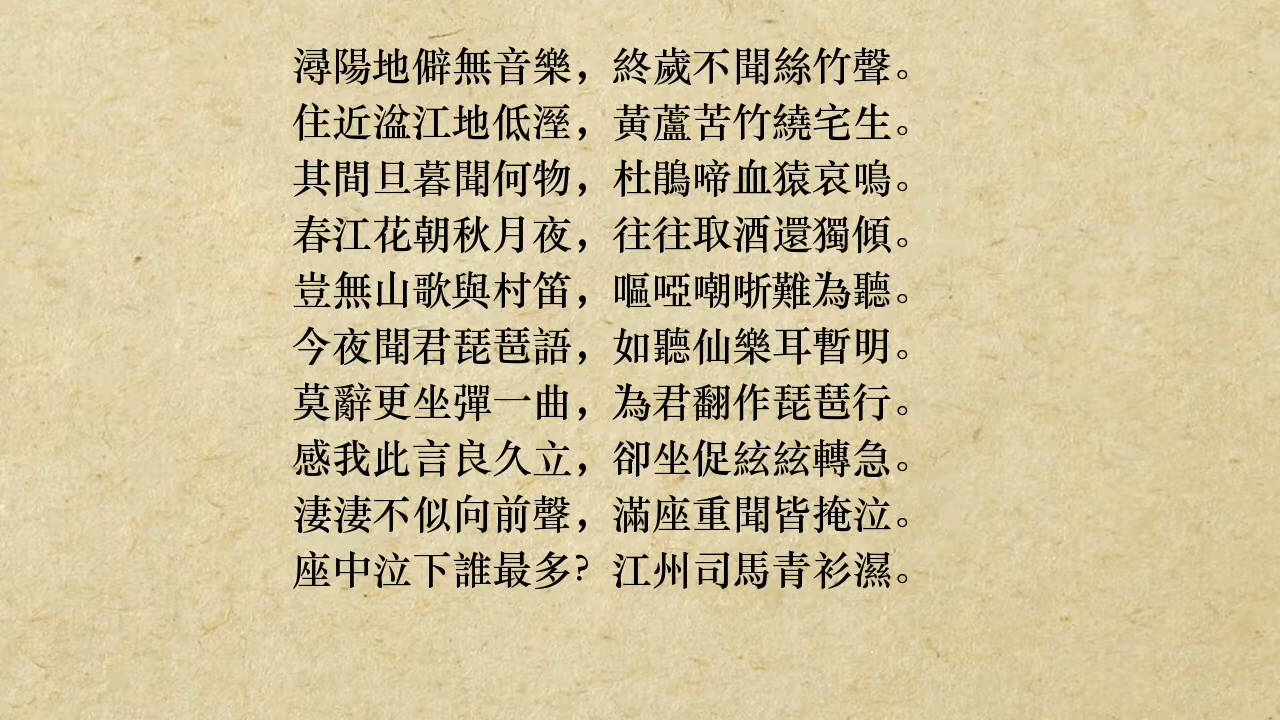 潯陽地僻無音樂，終歲不聞絲竹聲。
住近湓江地低溼，黃蘆苦竹繞宅生。
其間旦暮聞何物，杜鵑啼血猿哀鳴。
春江花朝秋月夜，往往取酒還獨傾。
豈無山歌與村笛，嘔啞嘲哳難為聽。
今夜聞君琵琶語，如聽仙樂耳暫明。
莫辭更坐彈一曲，為君翻作琵琶行。
感我此言良久立，卻坐促絃絃轉急。
淒淒不似向前聲，滿座重聞皆掩泣。
座中泣下誰最多？江州司馬青衫濕。